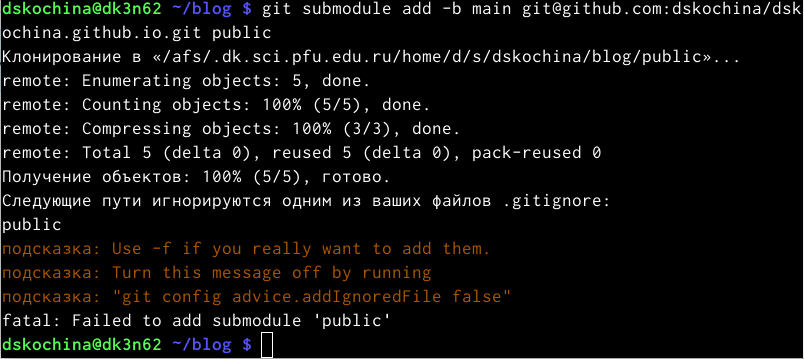 dskochina@dk3n62 ~/blog $ git submodule add -b main git@github.com:dskochina/dsk
ochina.github.io.git public
Клонирование в «/afs/.dk.sci.pfu.edu.ru/home/d/s/dskochina/blog/public»...
remote: Enumerating objects: 5, done.
remote: Counting objects: 100% (5/5), done.
remote: Compressing objects: 100% (3/3), done.
remote: Total 5 (delta 0), reused 5 (delta 0), pack-reused 0
Получение объектов: 100% (5/5), готово.
Следующие пути игнорируются одним из ваших файлов .gitignore:
public
подсказка: Use -f if you really want to add them.
подсказка: Turn this message off by running
подсказка: "git config advice.addIgnoredFile false"
fatal: Failed to add submodule 'public'
dskochina@dk3n62 ~/blog $